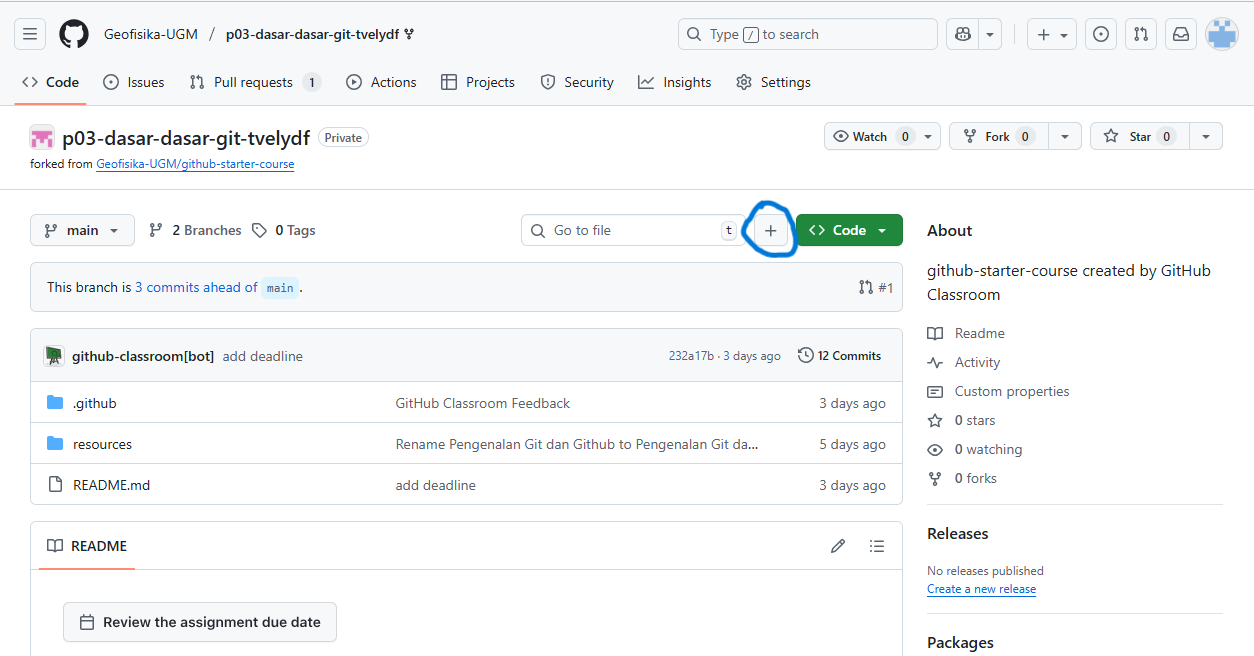 Geofisika-UGM / p03-dasar-dasar-git-tvelydf
Type / to search
Code Issues Pull requests 1 Actions Projects Security Insights Settings
p03-dasar-dasar-git-tvelydf Private
forked from Geofisika-UGM/github-starter-course
Watch 0 Fork 0 Star 0
main 2 Branches 0 Tags Go to file t + Code
This branch is 3 commits ahead of main . #1
github-classroom[bot] add deadline 232a17b · 3 days ago 12 Commits
.github GitHub Classroom Feedback 3 days ago
resources Rename Pengenalan Git dan Github to Pengenalan Git da... 5 days ago
README.md add deadline 3 days ago
README
Review the assignment due date
About
github-starter-course created by GitHub
Classroom
Readme
Activity
Custom properties
0 stars
0 watching
0 forks
Releases
No releases published
Create a new release
Packages